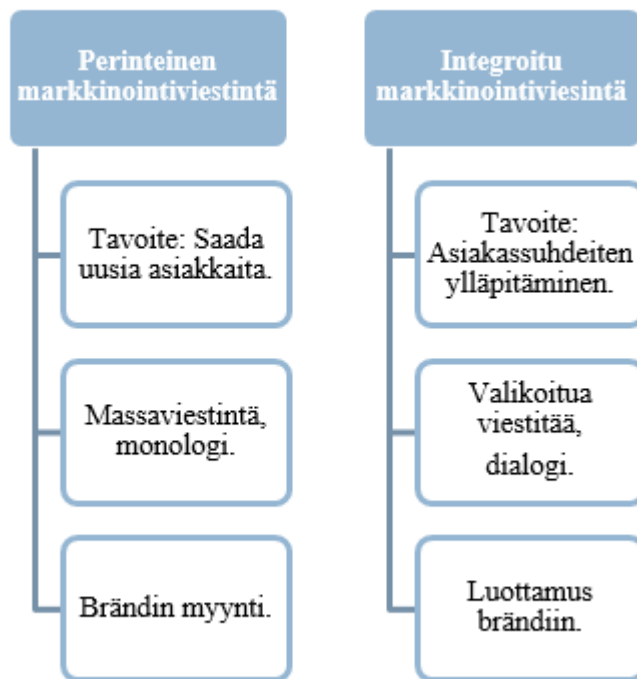 Perinteinen
markkinointiviestintä
Tavoite: Saada
uusia asiakkaita.
Massaviestintä,
monologi.
Brändin myynti.
Integroitu
markkinointiviesintä
Tavoite:
Asiakassuhdeiten
ylläpitäminen.
Valikoitua
viestitää,
dialogi.
Luottamus
brändiin.